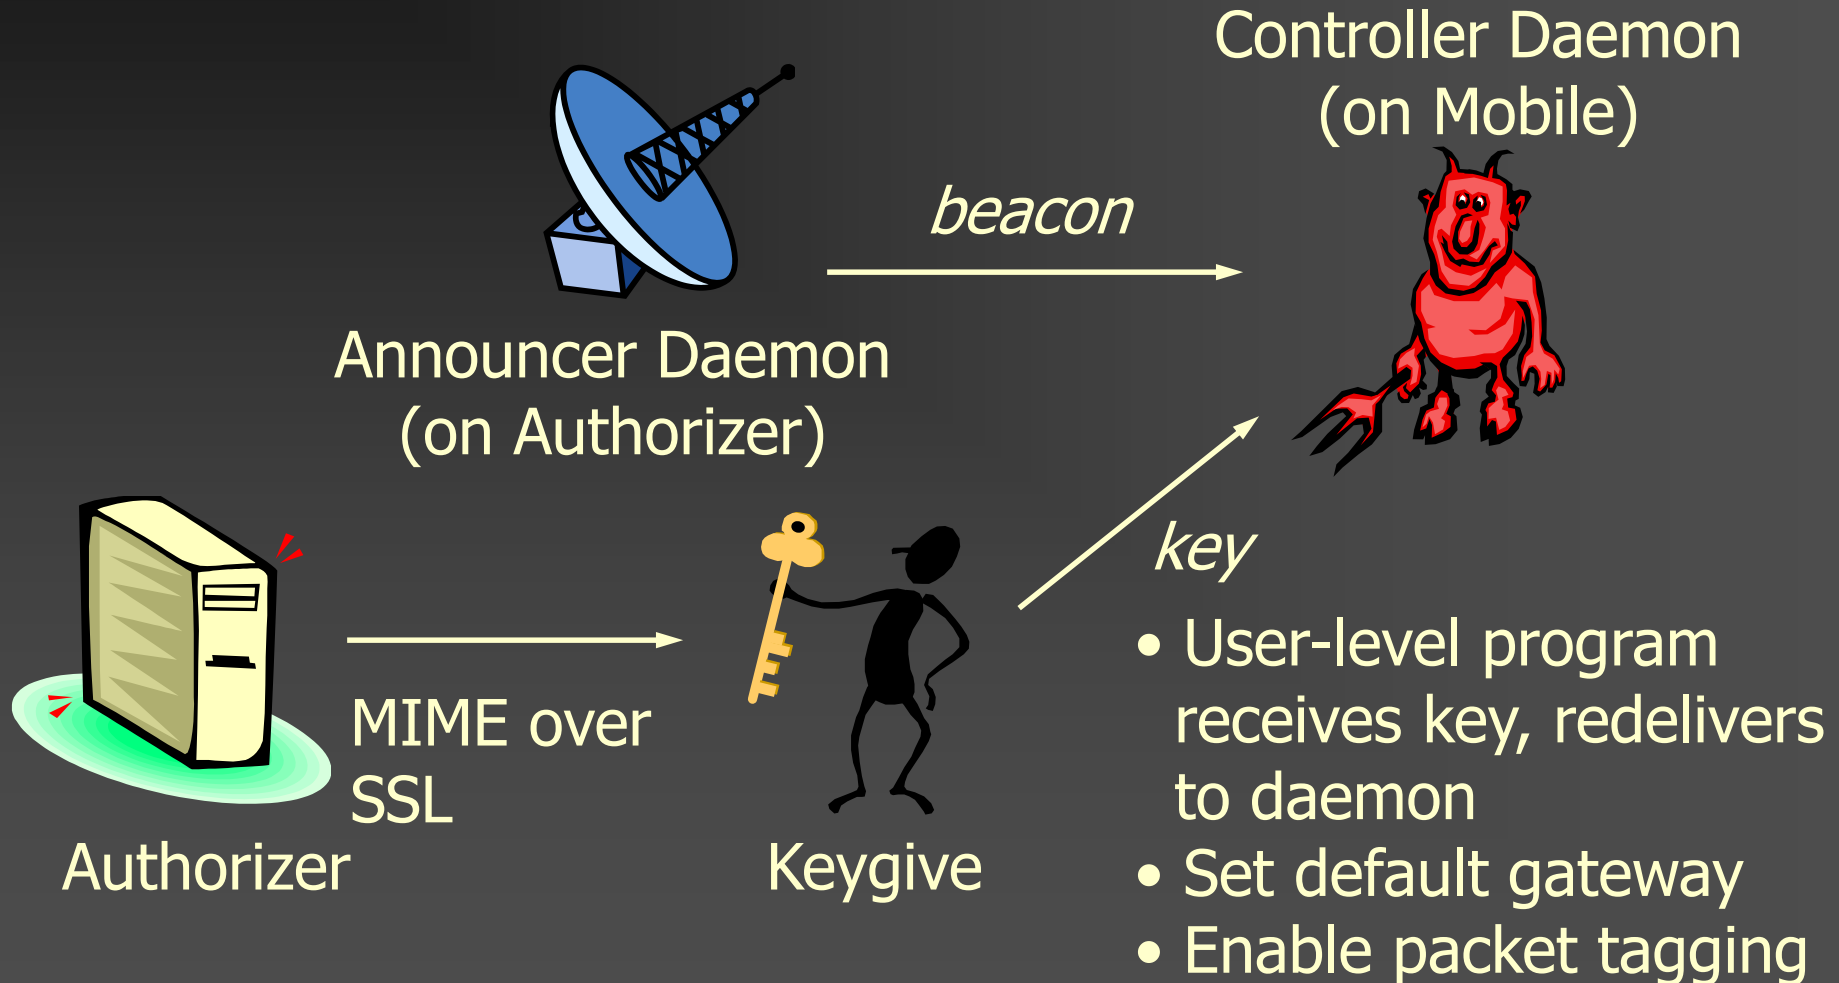 Controller Daemon
(on Mobile)
beacon
Announcer Daemon
(on Authorizer)
key
MIME over
SSL
Authorizer
Keygive
• User-level program
receives key, redelivers
to daemon
• Set default gateway
• Enable packet tagging